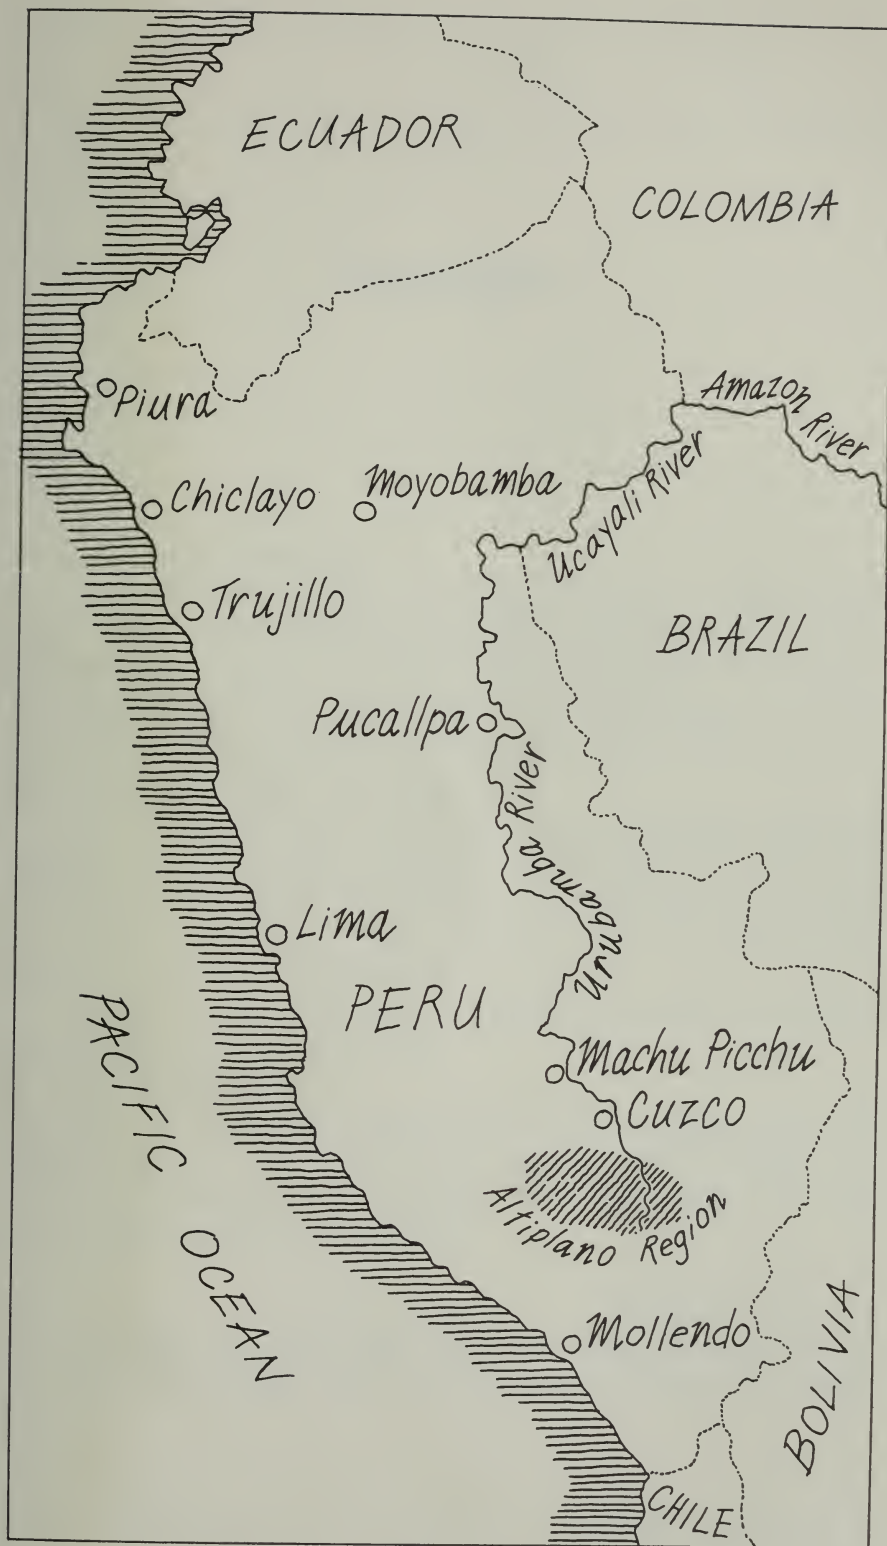 ECUADOR
COLOMBIA
Piura
Amazon River
Chiclayo
Moyobamba
Ucayali River
Trujillo
BRAZIL
Pucallpa
Urubamba River
Lima
PERU
PACIFIC OCEAN
Machu Picchu
Cuzco
Altiplano Region
Mollendo
BOLIVIA
CHILE